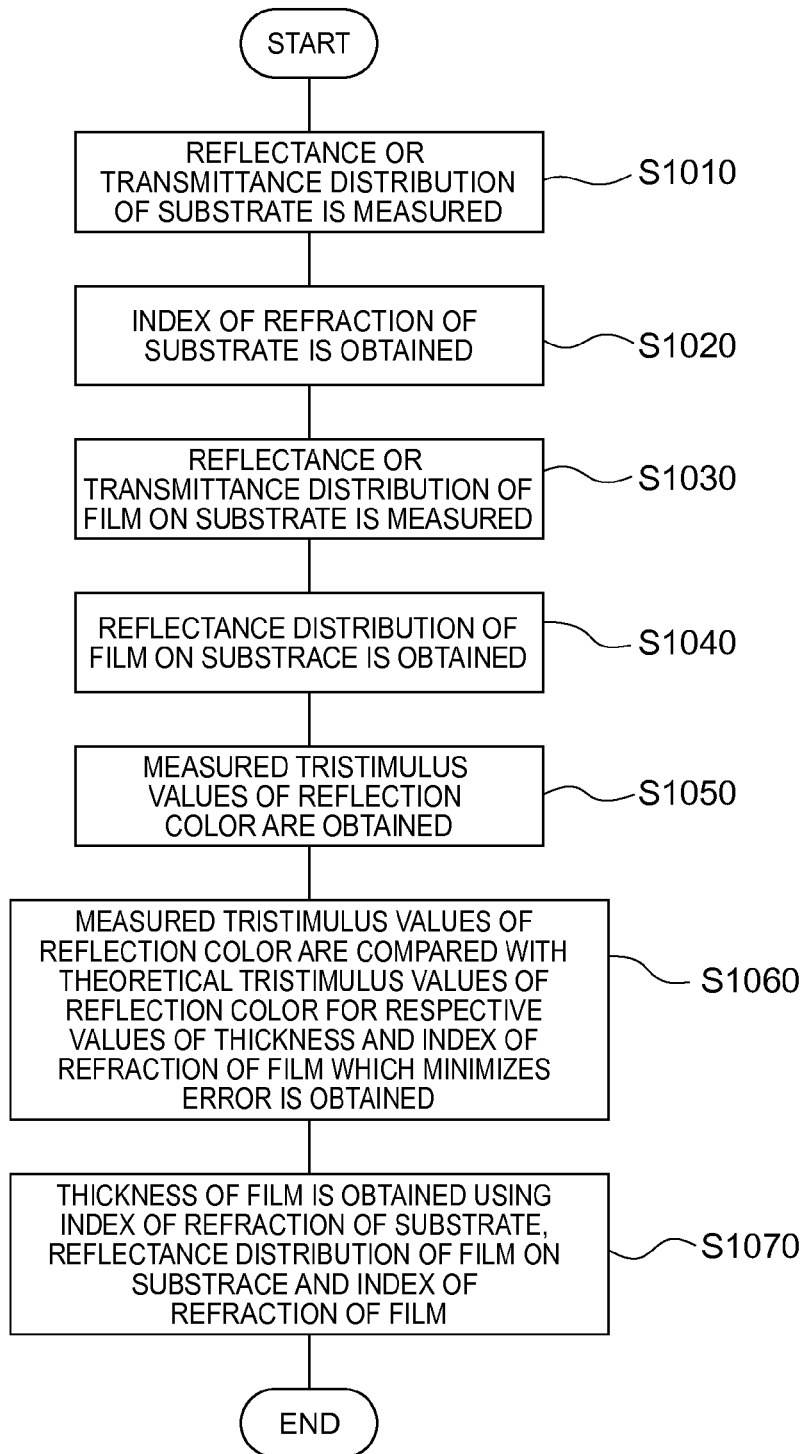 START
REFLECTANCE OR
TRANSMITTANCE DISTRIBUTION
OF SUBSTRATE IS MEASURED
S1010
INDEX OF REFRACTION OF
SUBSTRATE IS OBTAINED
S1020
REFLECTANCE OR
TRANSMITTANCE DISTRIBUTION OF
FILM ON SUBSTRATE IS MEASURED
S1030
REFLECTANCE DISTRIBUTION OF
FILM ON SUBSTRACE IS OBTAINED
S1040
MEASURED TRISTIMULUS
VALUES OF REFLECTION
COLOR ARE OBTAINED
S1050
MEASURED TRISTIMULUS VALUES OF
REFLECTION COLOR ARE COMPARED WITH
THEORETICAL TRISTIMULUS VALUES OF
REFLECTION COLOR FOR RESPECTIVE
VALUES OF THICKNESS AND INDEX OF
REFRACTION OF FILM WHICH MINIMIZES
ERROR IS OBTAINED
S1060
THICKNESS OF FILM IS OBTAINED USING
INDEX OF REFRACTION OF SUBSTRATE,
REFLECTANCE DISTRIBUTION OF FILM ON
SUBSTRACE AND INDEX OF
REFRACTION OF FILM
S1070
END